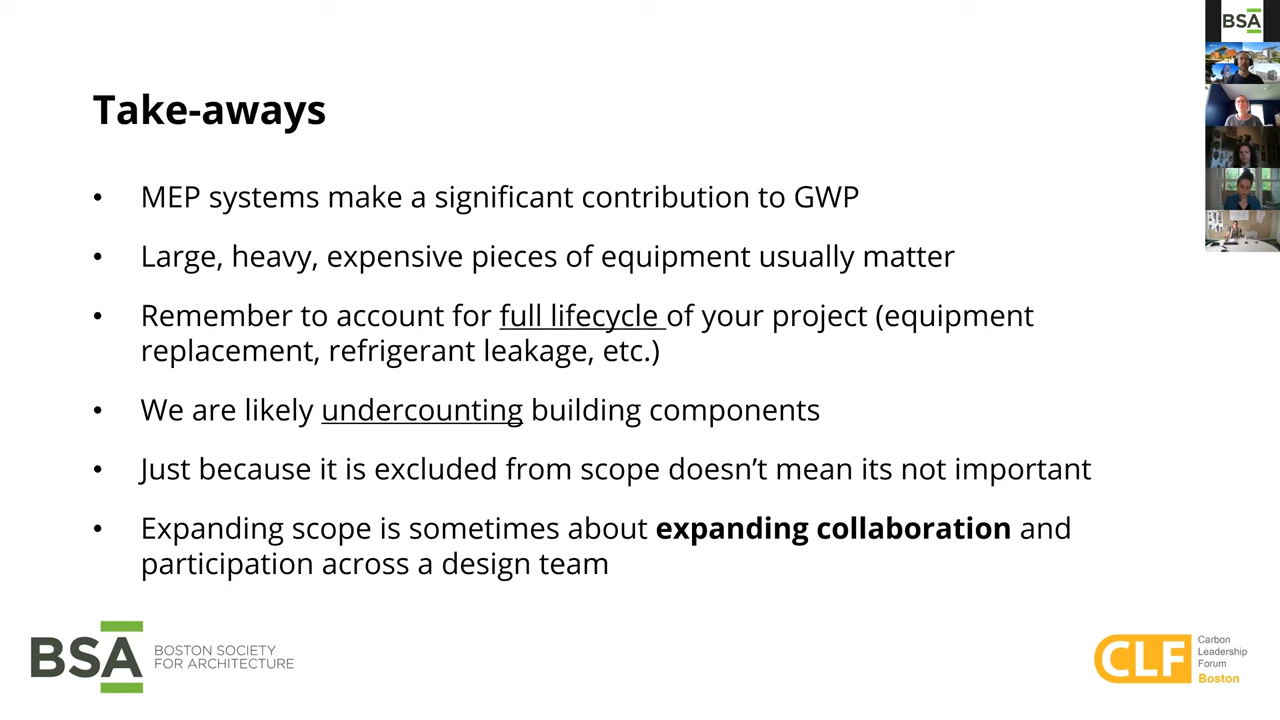 BSA
Take-aways
• MEP systems make a significant contribution to GWP
• Large, heavy, expensive pieces of equipment usually matter
• Remember to account for full lifecycle of your project (equipment
replacement, refrigerant leakage, etc.)
• We are likely undercounting building components
• Just because it is excluded from scope doesn’t mean its not important
• Expanding scope is sometimes about expanding collaboration and
participation across a design team
BSA BOSTON SOCIETY
FOR ARCHITECTURE
CLF Carbon
Leadership
Forum
Boston